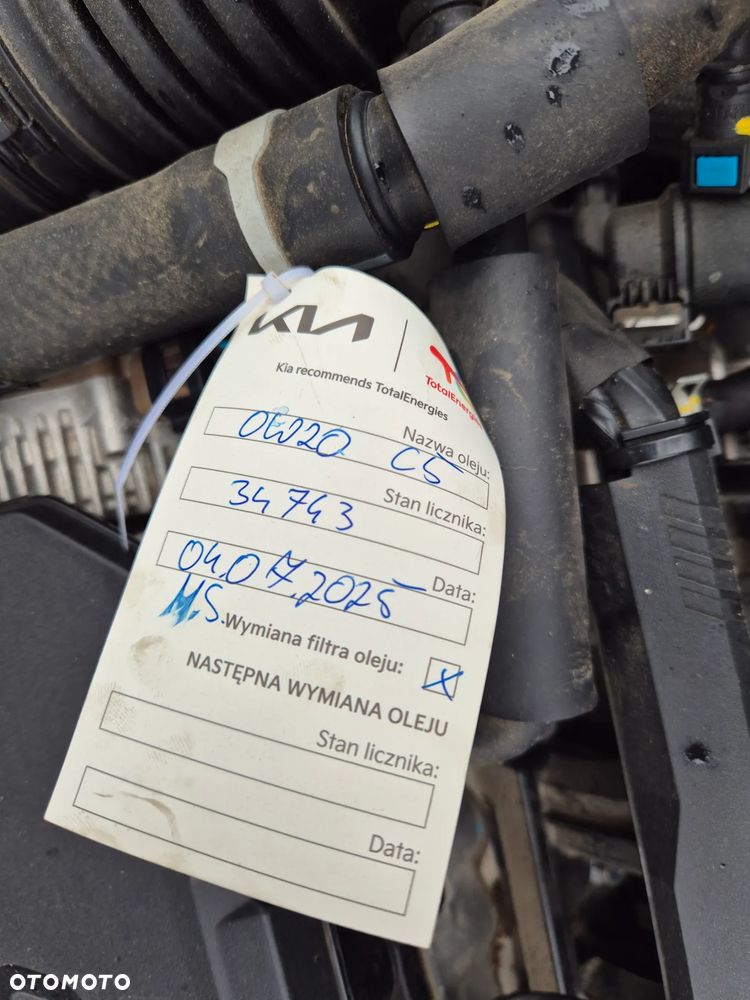 KIA
TotalEnergies
Kia recommends TotalEnergies
Nazwa oleju:
0W20 C5
Stan licznika:
34743
Data:
04.07.2025
M.S. Wymiana filtra oleju: X
NASTĘPNA WYMIANA OLEJU
Stan licznika:
Data:
OTOMOTO